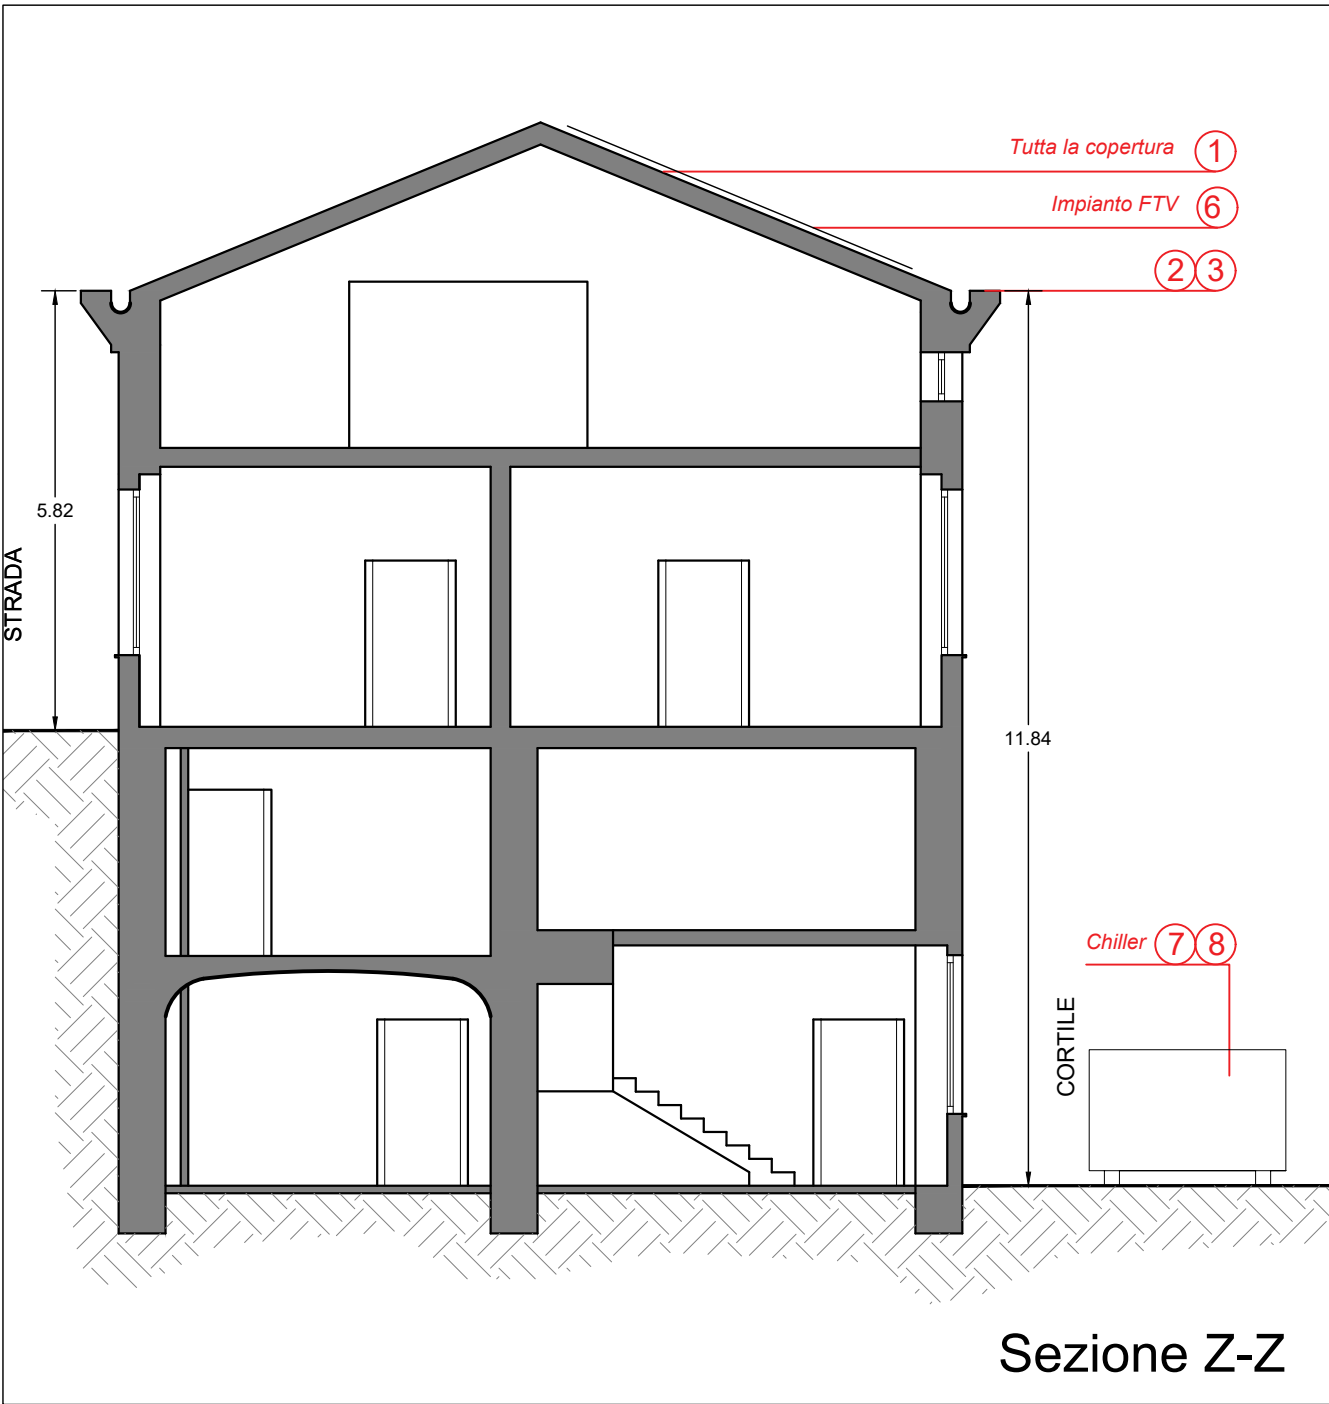 Tutta la copertura 1
Impianto FTV 6
2 3
5.82
STRADA
11.84
Chiller 7 8
CORTILE
Sezione Z-Z